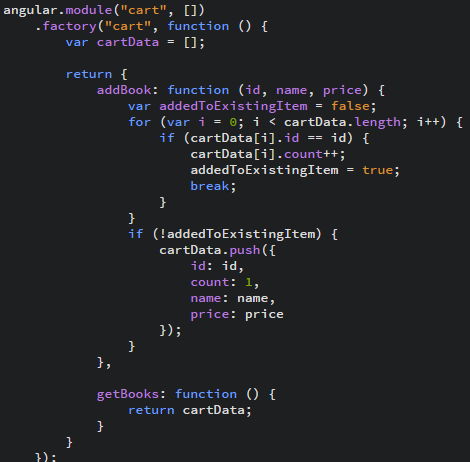 angular.module("cart", [])
    .factory("cart", function () {
        var cartData = [];

        return {
            addBook: function (id, name, price) {
                var addedToExistingItem = false;
                for (var i = 0; i < cartData.length; i++) {
                    if (cartData[i].id == id) {
                        cartData[i].count++;
                        addedToExistingItem = true;
                        break;
                    }
                }
                if (!addedToExistingItem) {
                    cartData.push({
                        id: id,
                        count: 1,
                        name: name,
                        price: price
                    });
                }
            },

            getBooks: function () {
                return cartData;
            }
        }
    });